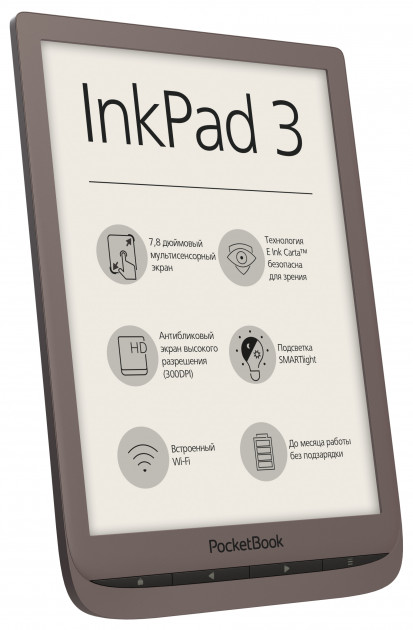 InkPad 3
7,8 дюймовый
мультисенсорный
экран
Технология
E Ink Carta™
безопасна
для зрения
HD
Антибликовый
экран высокого
разрешения
(300DPI)
Подсветка
SMARTlight
Встроенный
Wi-Fi
До месяца работы
без подзарядки
PocketBook